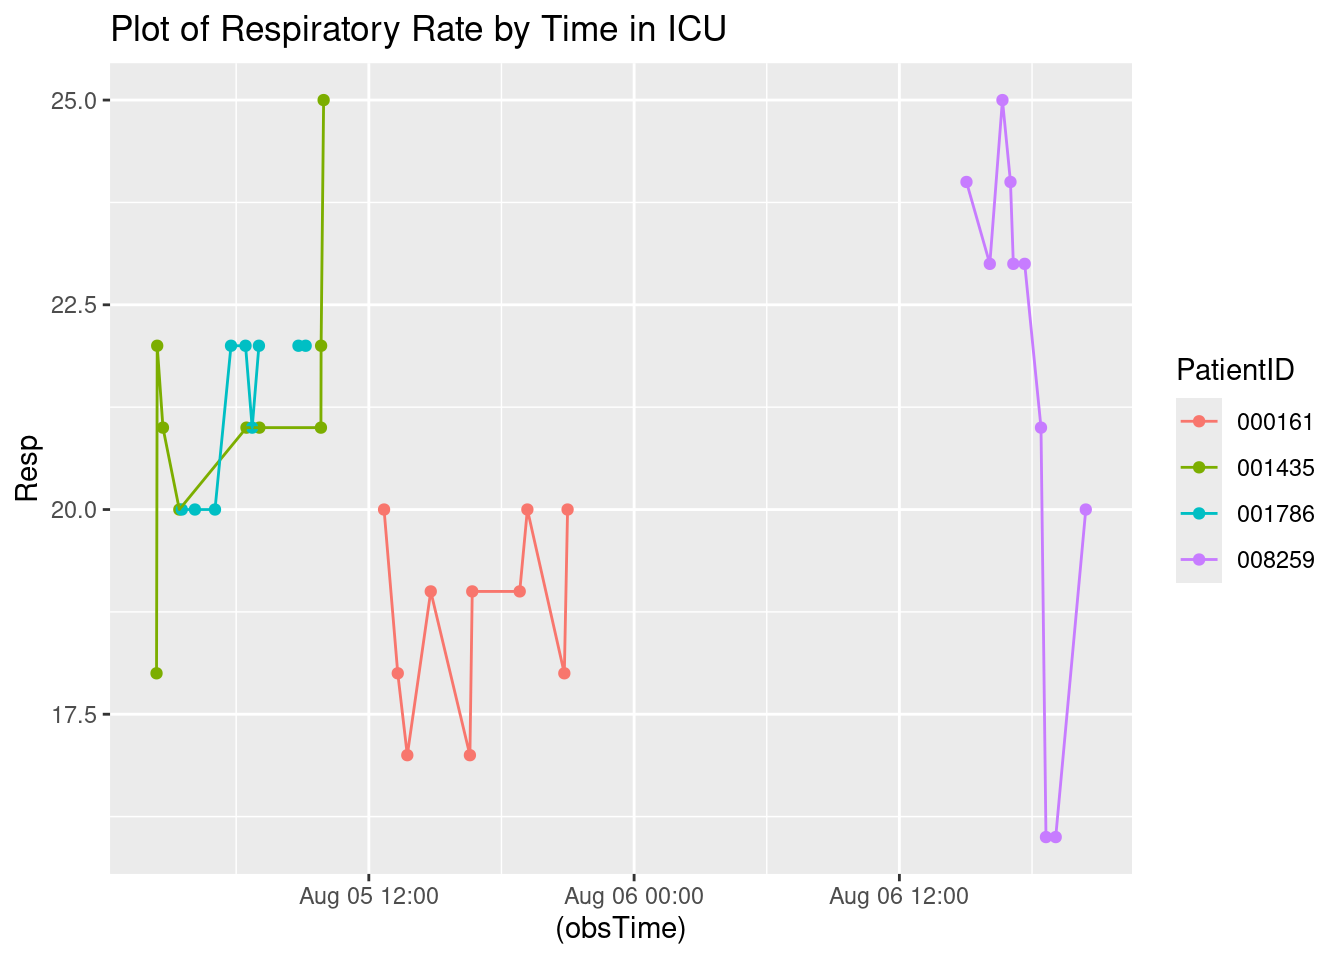 Plot of Respiratory Rate by Time in ICU
25.0
22.5
20.0
17.5
Resp
Aug 05 12:00
Aug 06 00:00
Aug 06 12:00
(obsTime)
PatientID
000161
001435
001786
008259